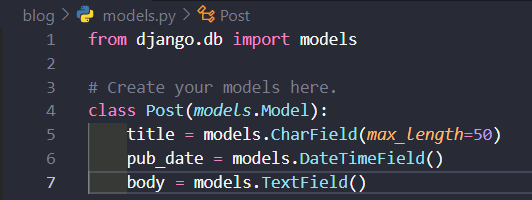 blog > models.py > Post
1 from django.db import models
2
3 # Create your models here.
4 class Post(models.Model):
5     title = models.CharField(max_length=50)
6     pub_date = models.DateTimeField()
7     body = models.TextField()